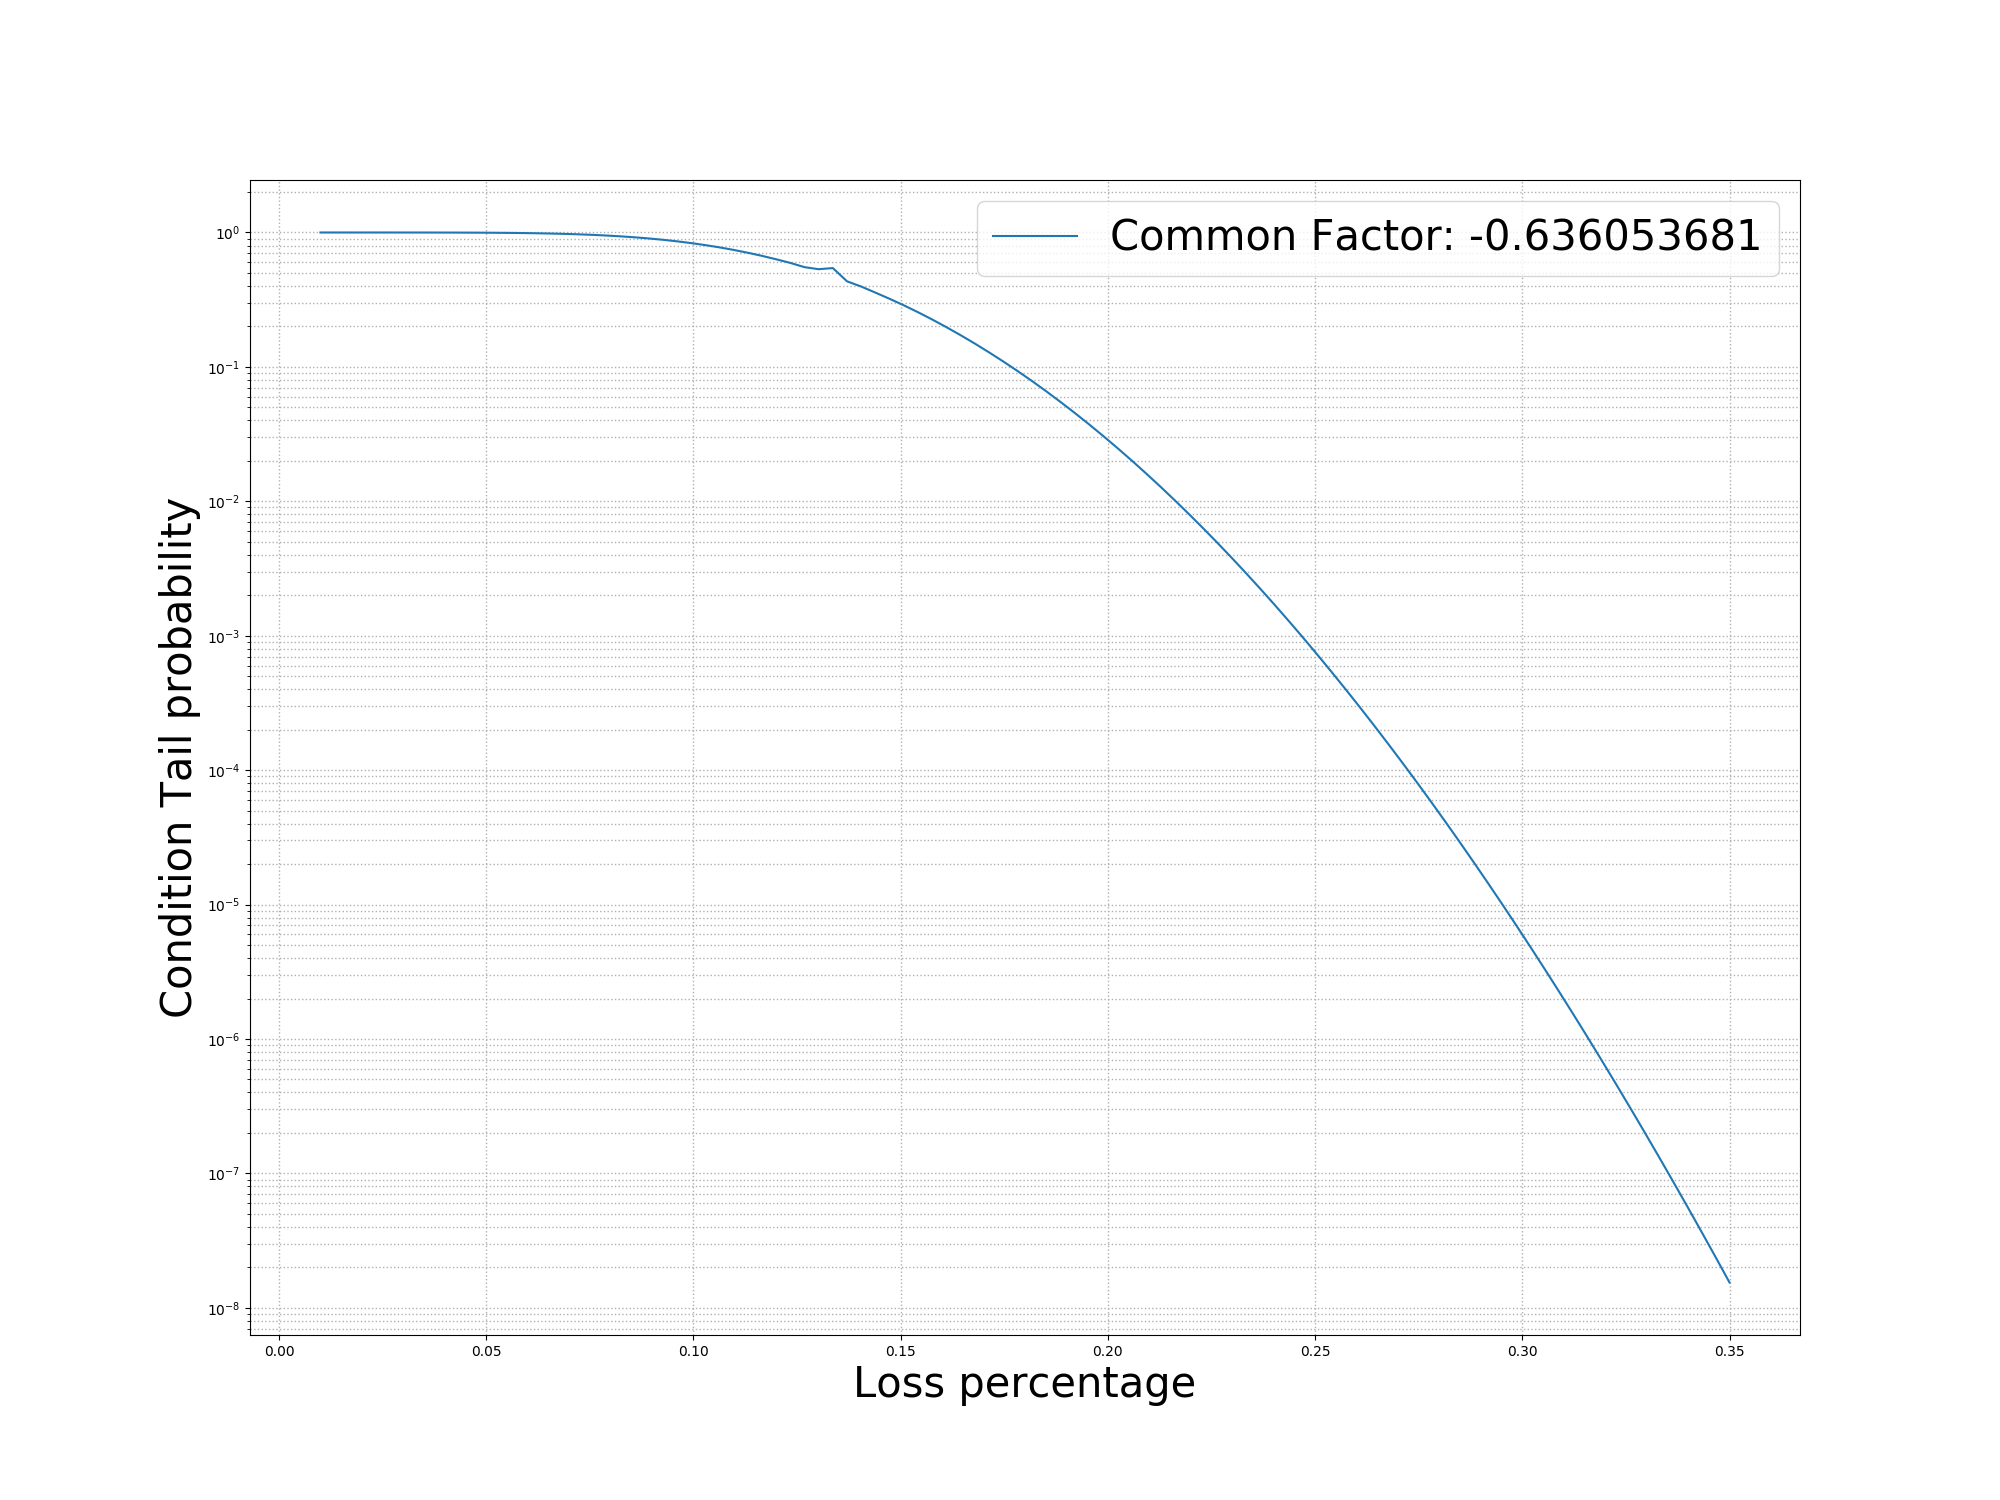 Common Factor: -0.636053681
Condition Tail probability
10⁰
10⁻¹
10⁻²
10⁻³
10⁻⁴
10⁻⁵
10⁻⁶
10⁻⁷
10⁻⁸
0.00 0.05 0.10 0.15 0.20 0.25 0.30 0.35
Loss percentage